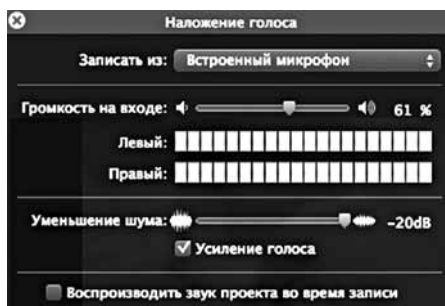 Наложение голоса
Записать из: Встроенный микрофон
Громкость на входе: 61 %
Левый:
Правый:
Уменьшение шума: -20dB
Усиление голоса
Воспроизводить звук проекта во время записи